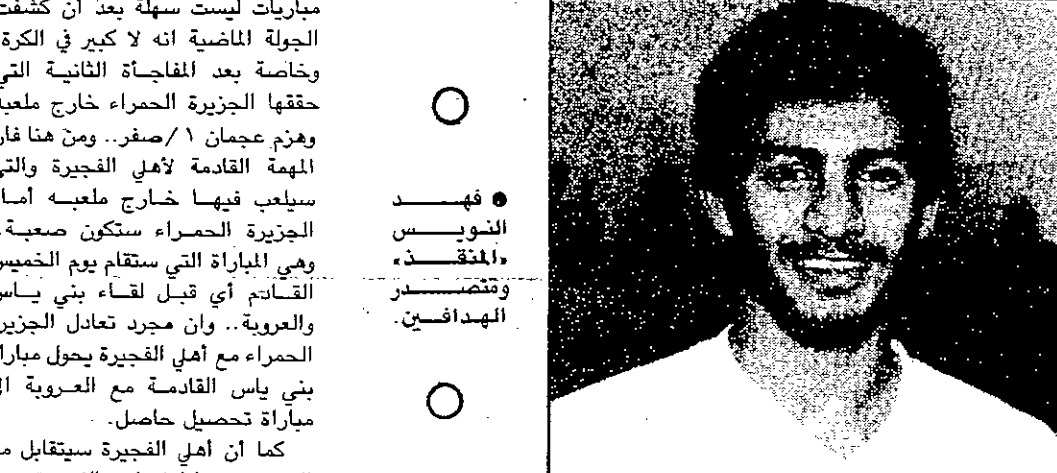 مباريات ليست سهلة بعد أن كشفت
الجولة الماضية انه لا كبير في الكرة
وخاصة بعد المفاجأة الثانية التي
حققها الجزيرة الحمراء خارج ملعبه
وهزم عجمان ١/صفر.. ومن هنا فإن
المهمة القادمة لأهلي الفجيرة والتي
سيلعب فيها خارج ملعبه أمام
الجزيرة الحمراء ستكون صعبة.
وهي المباراة التي ستقام يوم الخميس
القادم أي قبل لقاء بني ياس
والعروبة.. وان مجرد تعادل الجزيرة
الحمراء مع أهلي الفجيرة يحول مباراة
بني ياس القادمة مع العروبة الى
مباراة تحصيل حاصل.
كما أن أهلي الفجيرة سيتقابل مع
● فهد
النويس
«المنقذ»
ومتصدر
الهدافين.